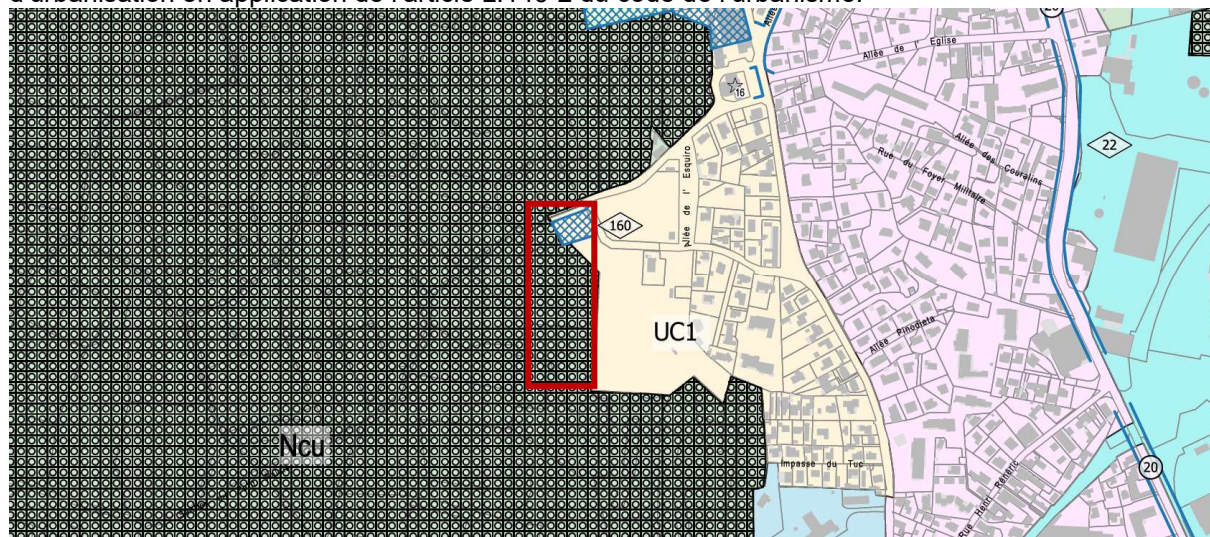 d'urbanisation en application de l'article L.113-2 du code de l'urbanisme.
Allée de l' Eglise
16
Allée de l' Esquiro
Allée des Couralins
Rue du Foyer Militaire
22
160
UC1
Allée Pinodieta
Ncu
Impasse du Tuc
Rue Henri Rénéric
20